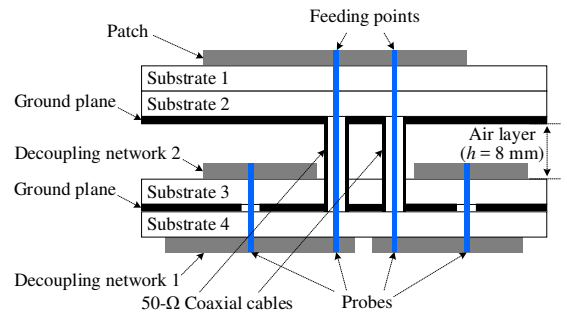 Feeding points
Patch
Substrate 1
Substrate 2
Ground plane
Air layer
(h = 8 mm)
Decoupling network 2
Ground plane
Substrate 3
Substrate 4
Decoupling network 1
50-Ω Coaxial cables
Probes